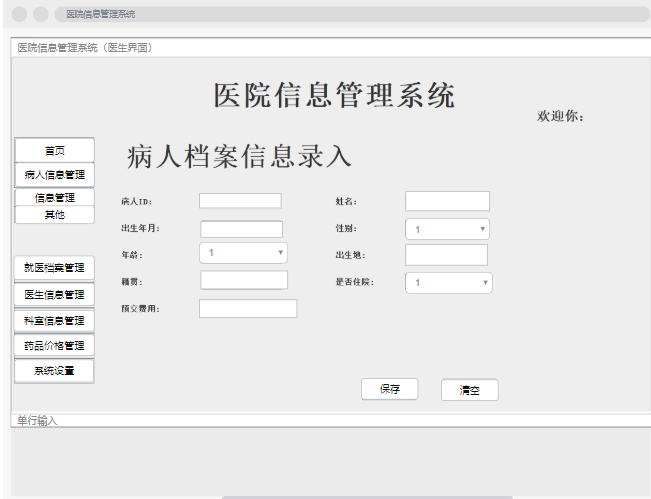 医院信息管理系统
医院信息管理系统（医生界面）
医院信息管理系统
欢迎你：
首页
病人信息管理
信息管理
其他
就医档案管理
医生信息管理
科室信息管理
药品价格管理
系统设置
病人档案信息录入
病人ID：
姓名：
出生年月：
性别： 1
年龄： 1
出生地：
籍贯：
是否住院： 1
预交费用：
保存 清空
单行输入